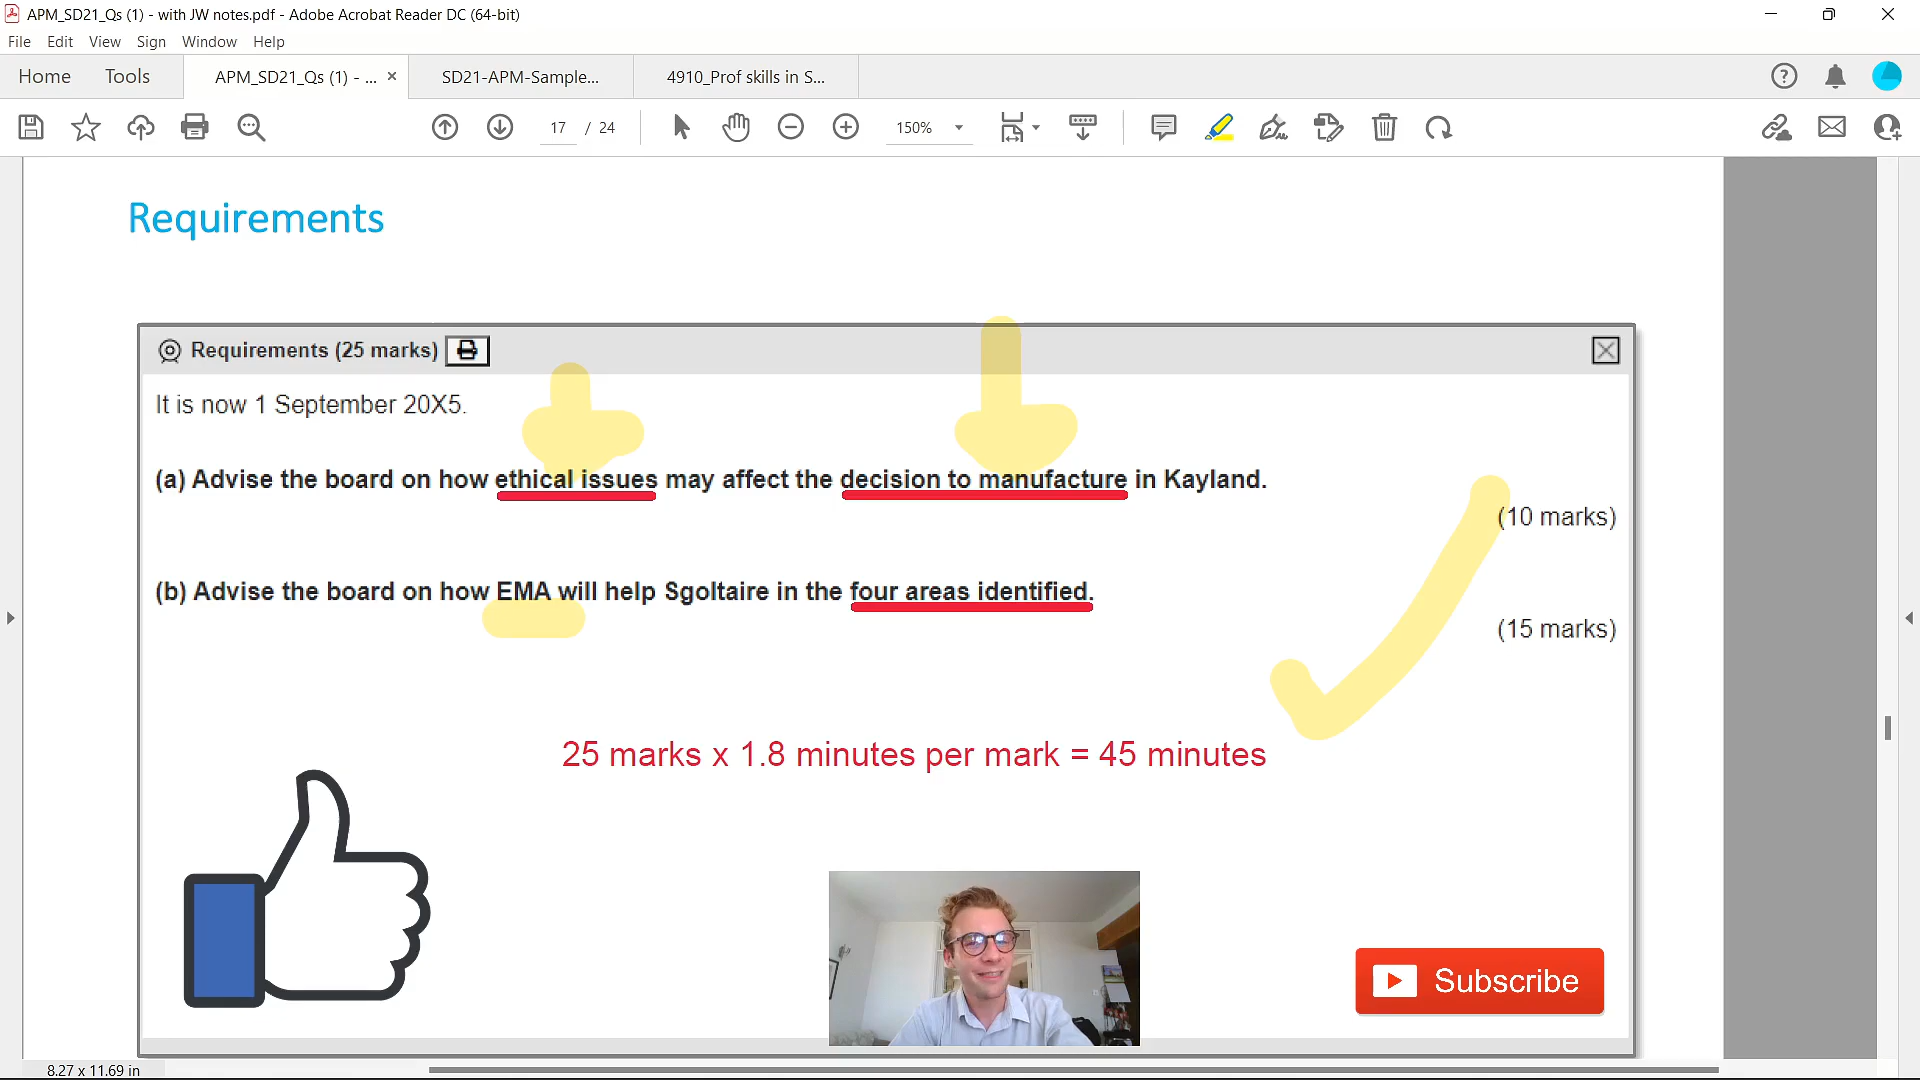 APM_SD21_Qs (1) - with JW notes.pdf - Adobe Acrobat Reader DC (64-bit)
File Edit View Sign Window Help
Home Tools APM_SD21_Qs (1) - ... × SD21-APM-Sample... 4910_Prof skills in S...
17 / 24 150%
Requirements
Requirements (25 marks)
It is now 1 September 20X5.
(a) Advise the board on how ethical issues may affect the decision to manufacture in Kayland.
(10 marks)
(b) Advise the board on how EMA will help Sgoltaire in the four areas identified.
(15 marks)
25 marks x 1.8 minutes per mark = 45 minutes
Subscribe
8.27 x 11.69 in